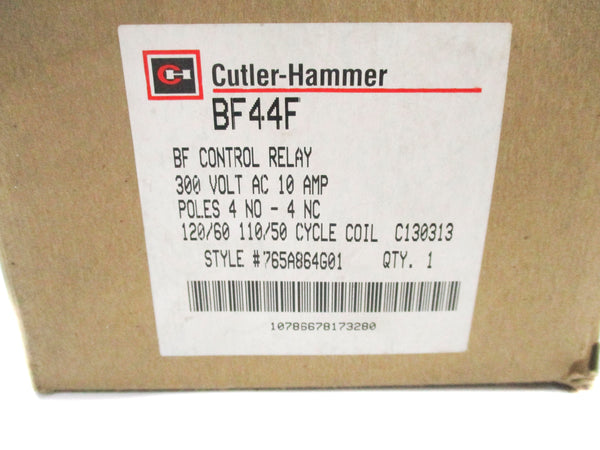 CH Cutler-Hammer
BF44F
BF CONTROL RELAY
300 VOLT AC 10 AMP
POLES 4 NO - 4 NC
120/60 110/50 CYCLE COIL C130313
STYLE #765A864G01 QTY. 1
10786678173280